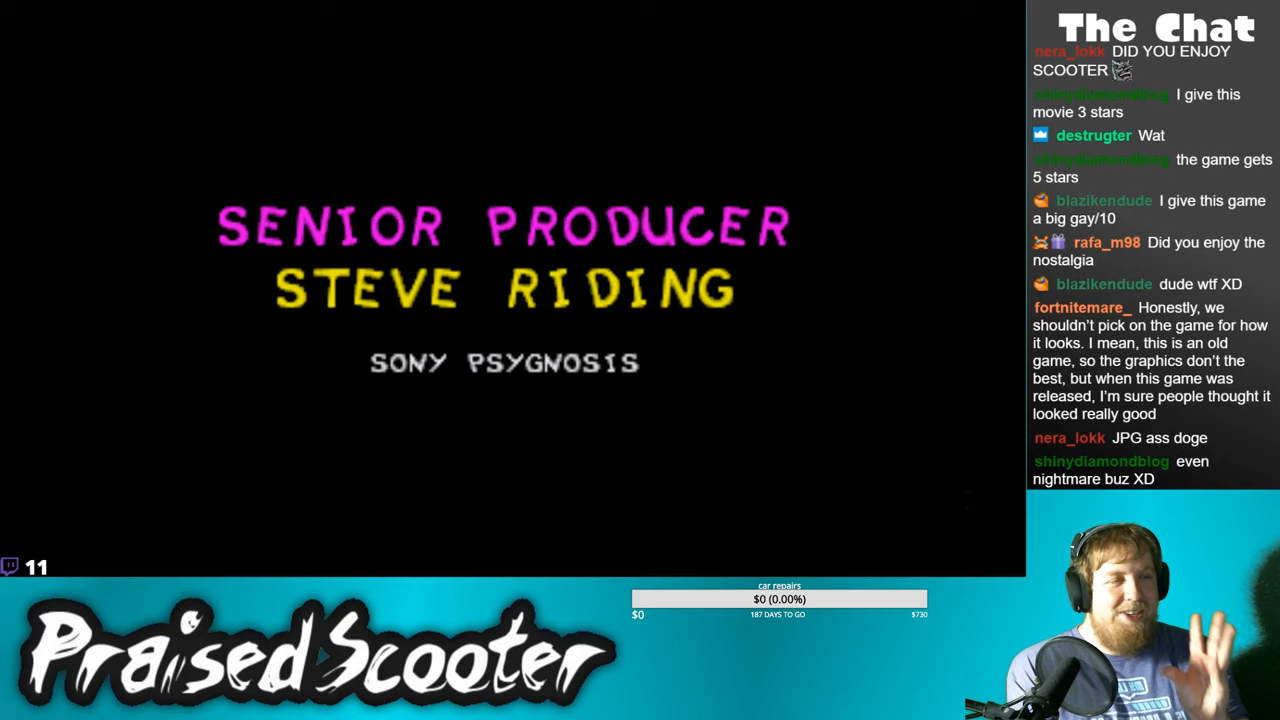 SENIOR PRODUCER
STEVE RIDING
SONY PSYGNOSIS
11
The Chat
nera_lokk DID YOU ENJOY
SCOOTER
shinydiamondblog I give this
movie 3 stars
destrugter Wat
shinydiamondblog the game gets
5 stars
blazikendude I give this game
a big gay/10
rafa_m98 Did you enjoy the
nostalgia
blazikendude dude wtf XD
fortnitemare_ Honestly, we
shouldn't pick on the game for how
it looks. I mean, this is an old
game, so the graphics don't the
best, but when this game was
released, I'm sure people thought it
looked really good
nera_lokk JPG ass doge
shinydiamondblog even
nightmare buz XD
PraisedScooter
car repairs
$0 (0.00%)
$0 187 DAYS TO GO $730